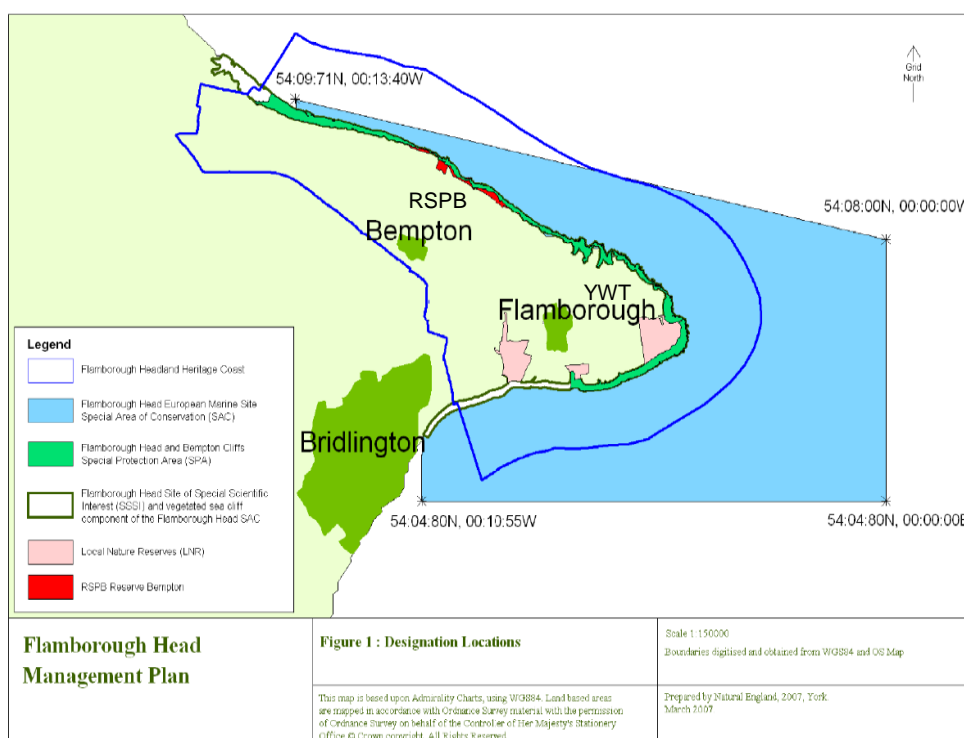 Grid
North
54:09:71N, 00:13:40W
54:08:00N, 00:00:00W
RSPB
Bempton
YWT
Flamborough
Bridlington
54:04:80N, 00:10:55W
54:04:80N, 00:00:00E
Legend
Flamborough Headland Heritage Coast
Flamborough Head European Marine Site
Special Area of Conservation (SAC)
Flamborough Head and Bempton Cliffs
Special Protection Area (SPA)
Flamborough Head Site of Special Scientific
Interest (SSSI) and vegetated sea cliff
component of the Flamborough Head SAC
Local Nature Reserves (LNR)
RSPB Reserve Bempton
Flamborough Head
Management Plan
Figure 1 : Designation Locations
This map is based upon Admirality Charts, using WGS84. Land based areas
are mapped in accordance with Ordnance Survey material with the permission
of Ordnance Survey on behalf of the Controller of Her Majesty's Stationery
Office © Crown copyright. All Rights Reserved
Scale 1:150000
Boundaries digitised and obtained from WGS84 and OS Map
Prepared by Natural England, 2007, York
March 2007